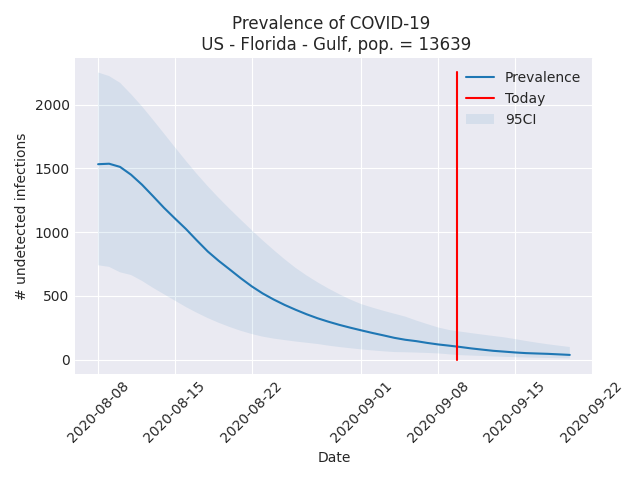 Prevalence of COVID-19
US - Florida - Gulf, pop. = 13639
Prevalence
Today
95CI
# undetected infections
2000
1500
1000
500
0
2020-08-08
2020-08-15
2020-08-22
2020-09-01
2020-09-08
2020-09-15
2020-09-22
Date